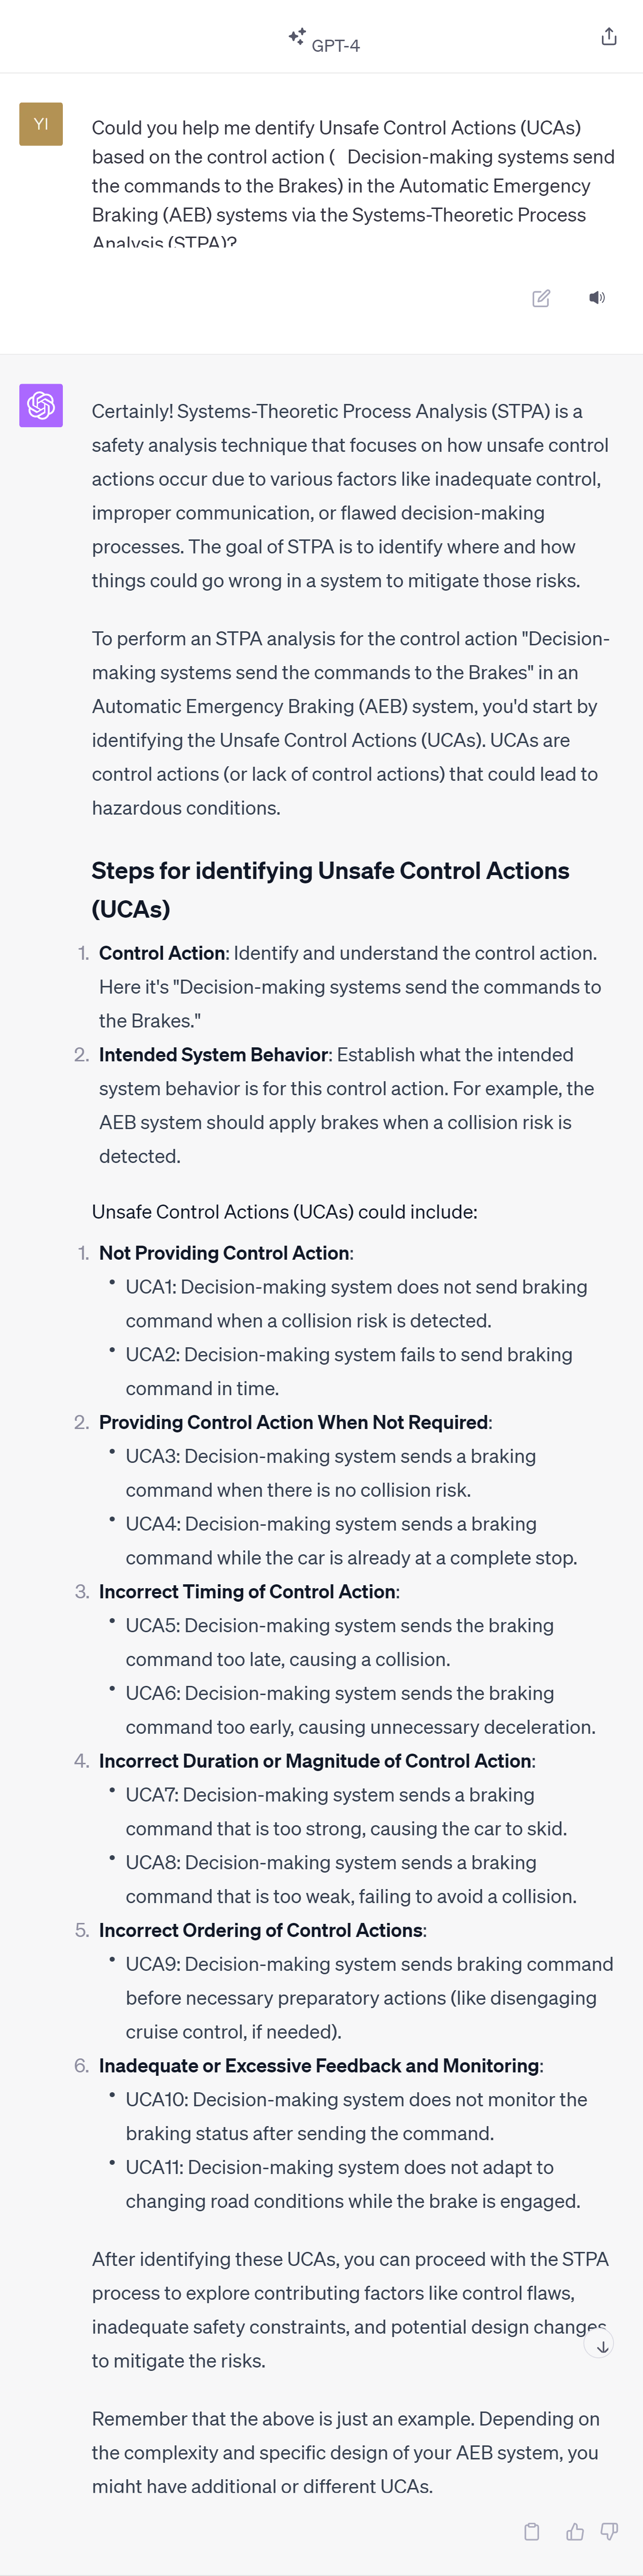 GPT-4
YI
Could you help me dentify Unsafe Control Actions (UCAs)
based on the control action (   Decision-making systems send
the commands to the Brakes) in the Automatic Emergency
Braking (AEB) systems via the Systems-Theoretic Process
Analysis (STPA)?
Certainly! Systems-Theoretic Process Analysis (STPA) is a
safety analysis technique that focuses on how unsafe control
actions occur due to various factors like inadequate control,
improper communication, or flawed decision-making
processes. The goal of STPA is to identify where and how
things could go wrong in a system to mitigate those risks.
To perform an STPA analysis for the control action "Decision-
making systems send the commands to the Brakes" in an
Automatic Emergency Braking (AEB) system, you'd start by
identifying the Unsafe Control Actions (UCAs). UCAs are
control actions (or lack of control actions) that could lead to
hazardous conditions.
Steps for identifying Unsafe Control Actions
(UCAs)
1. Control Action: Identify and understand the control action.
Here it's "Decision-making systems send the commands to
the Brakes."
2. Intended System Behavior: Establish what the intended
system behavior is for this control action. For example, the
AEB system should apply brakes when a collision risk is
detected.
Unsafe Control Actions (UCAs) could include:
1. Not Providing Control Action:
• UCA1: Decision-making system does not send braking
command when a collision risk is detected.
• UCA2: Decision-making system fails to send braking
command in time.
2. Providing Control Action When Not Required:
• UCA3: Decision-making system sends a braking
command when there is no collision risk.
• UCA4: Decision-making system sends a braking
command while the car is already at a complete stop.
3. Incorrect Timing of Control Action:
• UCA5: Decision-making system sends the braking
command too late, causing a collision.
• UCA6: Decision-making system sends the braking
command too early, causing unnecessary deceleration.
4. Incorrect Duration or Magnitude of Control Action:
• UCA7: Decision-making system sends a braking
command that is too strong, causing the car to skid.
• UCA8: Decision-making system sends a braking
command that is too weak, failing to avoid a collision.
5. Incorrect Ordering of Control Actions:
• UCA9: Decision-making system sends braking command
before necessary preparatory actions (like disengaging
cruise control, if needed).
6. Inadequate or Excessive Feedback and Monitoring:
• UCA10: Decision-making system does not monitor the
braking status after sending the command.
• UCA11: Decision-making system does not adapt to
changing road conditions while the brake is engaged.
After identifying these UCAs, you can proceed with the STPA
process to explore contributing factors like control flaws,
inadequate safety constraints, and potential design changes
to mitigate the risks.
Remember that the above is just an example. Depending on
the complexity and specific design of your AEB system, you
might have additional or different UCAs.